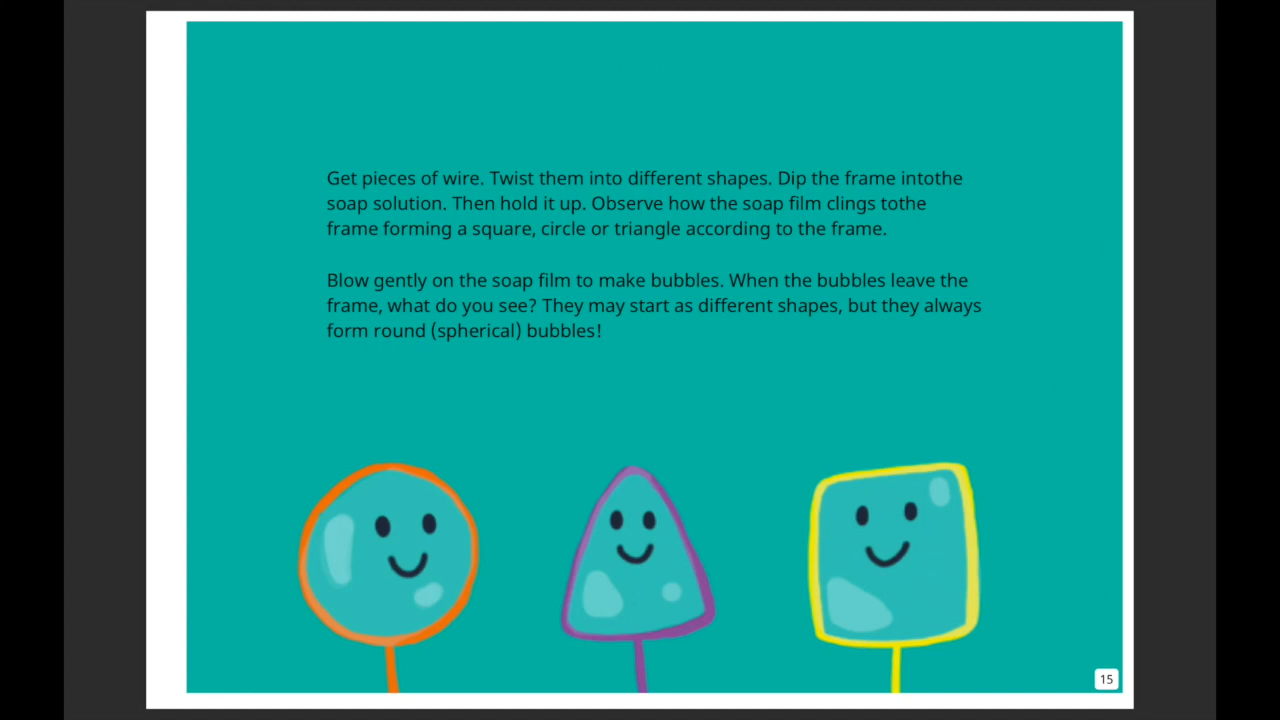 Get pieces of wire. Twist them into different shapes. Dip the frame intothe
soap solution. Then hold it up. Observe how the soap film clings tothe
frame forming a square, circle or triangle according to the frame.
Blow gently on the soap film to make bubbles. When the bubbles leave the
frame, what do you see? They may start as different shapes, but they always
form round (spherical) bubbles!
15